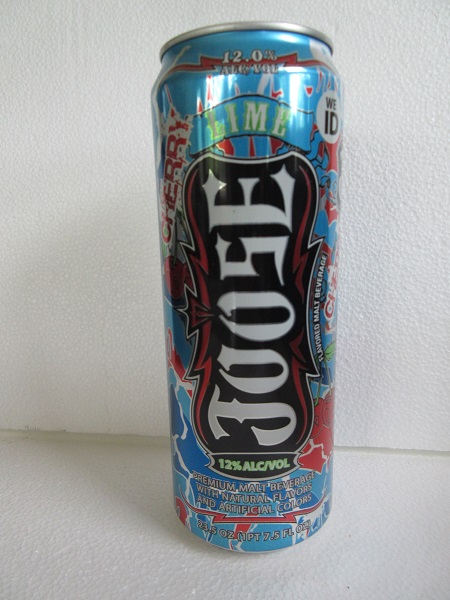 12.0%
ALC/VOL
LIME
WE
ID
CHERRY
JOOSE
FLAVORED MALT BEVERAGE
12% ALC/VOL
PREMIUM MALT BEVERAGE
WITH NATURAL FLAVORS
AND ARTIFICIAL COLORS
23.5 OZ (1 PT 7.5 FL OZ)